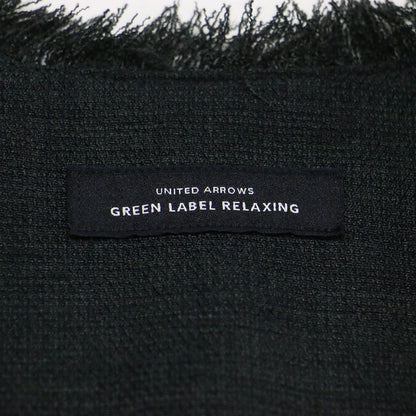 UNITED ARROWS
GREEN LABEL RELAXING